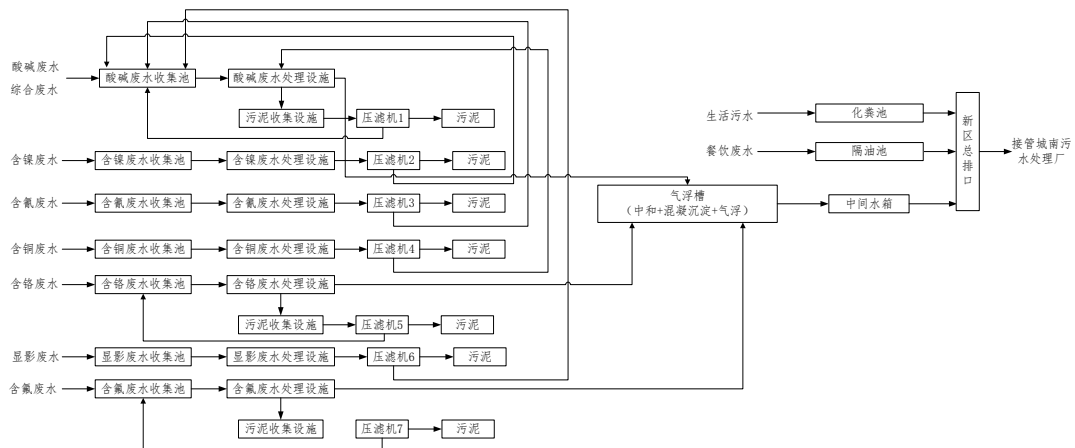 酸碱废水
综合废水
酸碱废水收集池
酸碱废水处理设施
污泥收集设施
压滤机1
污泥
含镍废水
含镍废水收集池
含镍废水处理设施
压滤机2
污泥
含氰废水
含氰废水收集池
含氰废水处理设施
压滤机3
污泥
含铜废水
含铜废水收集池
含铜废水处理设施
压滤机4
污泥
含铬废水
含铬废水收集池
含铬废水处理设施
污泥收集设施
压滤机5
污泥
显影废水
显影废水收集池
显影废水处理设施
压滤机6
污泥
含氟废水
含氟废水收集池
含氟废水处理设施
污泥收集设施
压滤机7
污泥
气浮槽
（中和+混凝沉淀+气浮）
生活污水
化粪池
餐饮废水
隔油池
中间水箱
新区总排口
接管城南污
水处理厂